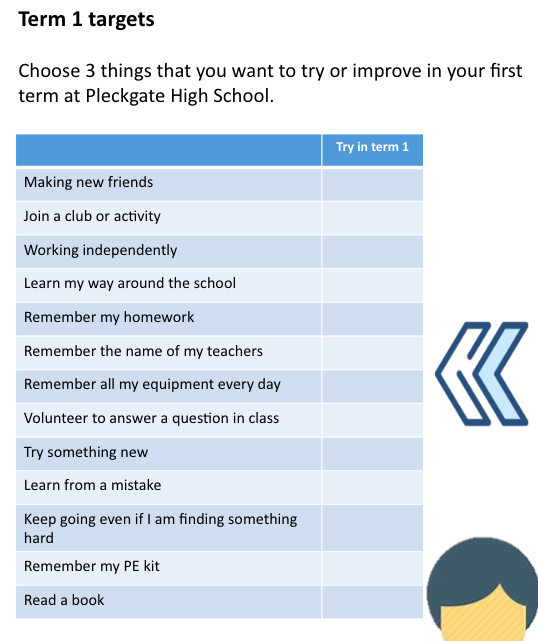 Term 1 targets
Choose 3 things that you want to try or improve in your first
term at Pleckgate High School.
Try in term 1
Making new friends
Join a club or activity
Working independently
Learn my way around the school
Remember my homework
Remember the name of my teachers
Remember all my equipment every day
Volunteer to answer a question in class
Try something new
Learn from a mistake
Keep going even if I am finding something
hard
Remember my PE kit
Read a book